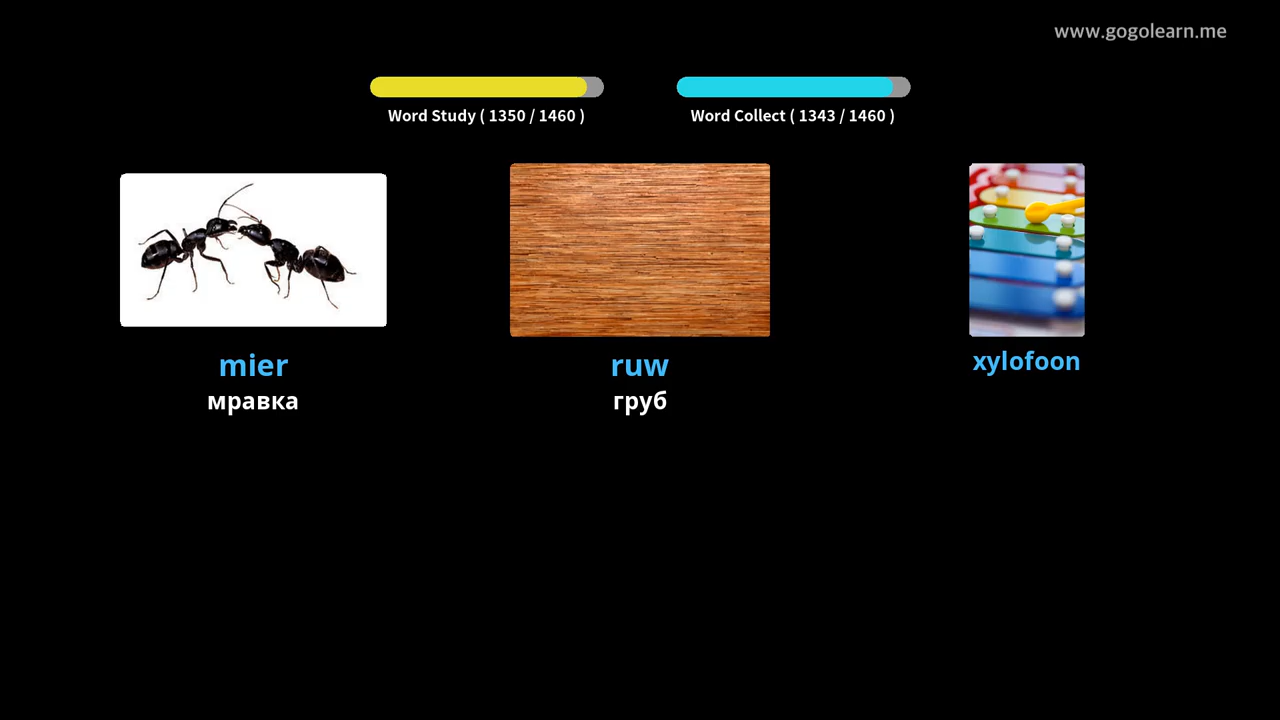 www.gogolearn.me
Word Study ( 1350 / 1460 )
Word Collect ( 1343 / 1460 )
mier
мравка
ruw
груб
xylofoon